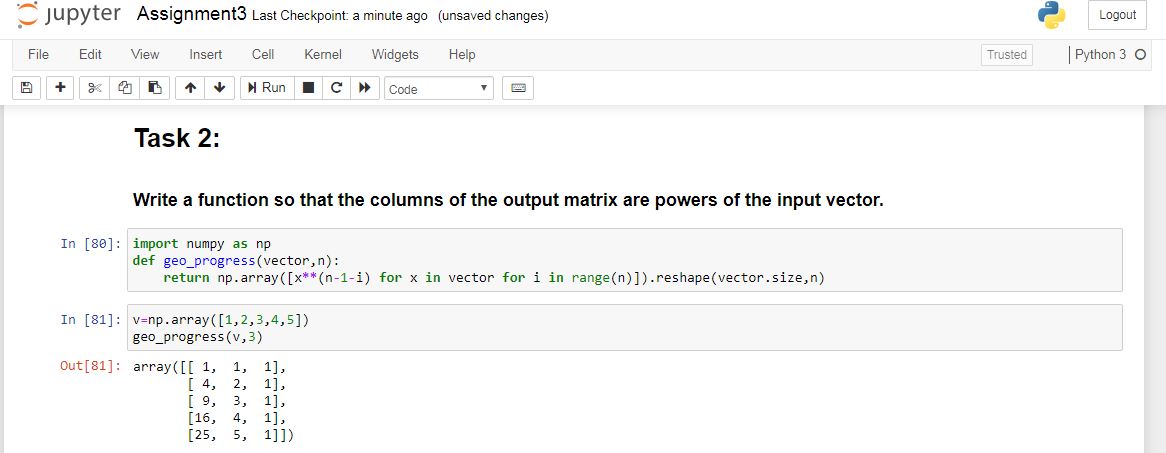 jupyter Assignment3 Last Checkpoint: a minute ago (unsaved changes) Logout
File Edit View Insert Cell Kernel Widgets Help Trusted Python 3
Run Code
Task 2:
Write a function so that the columns of the output matrix are powers of the input vector.
In [80]: import numpy as np
def geo_progress(vector,n):
    return np.array([x**(n-1-i) for x in vector for i in range(n)]).reshape(vector.size,n)
In [81]: v=np.array([1,2,3,4,5])
geo_progress(v,3)
Out[81]: array([[ 1,  1,  1],
       [ 4,  2,  1],
       [ 9,  3,  1],
       [16,  4,  1],
       [25,  5,  1]])